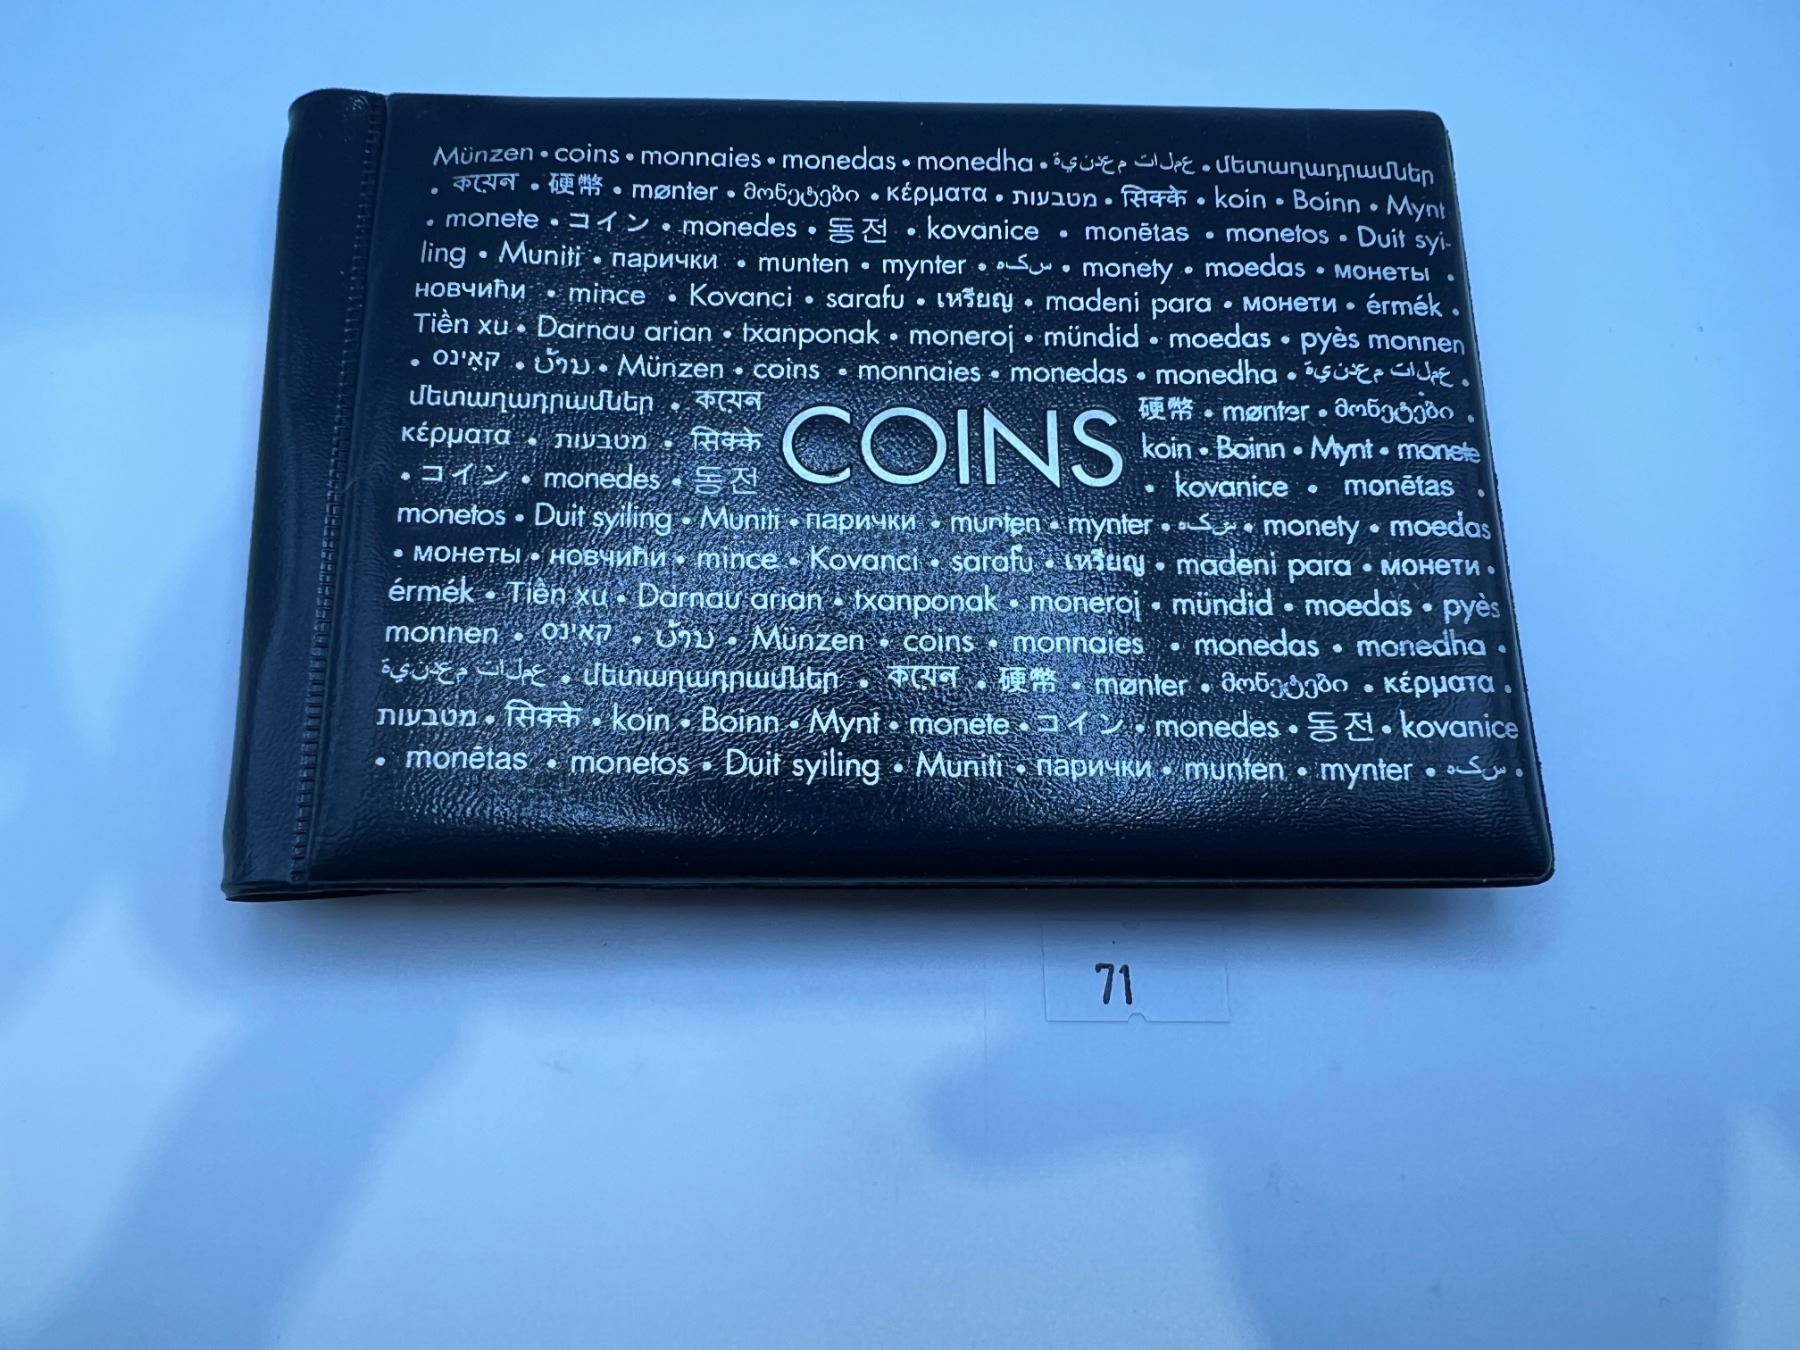 Münzen • coins • monnaies • monedas • monedha • عملات معدنية • մետաղադրամներ
• কয়েন • 硬幣 • mønter • მონეტები • κέρματα • מטבעות • सिक्के • koin • Boinn • Mynt
• monete • コイン • monedes • 동전 • kovanice • monētas • monetos • Duit syi-
ling • Muniti • парички • munten • mynter • سکه • monety • moedas • монеты •
новчићи • mince • Kovanci • sarafu • เหรียญ • madeni para • монети • érmék •
Tiền xu • Darnau arian • txanponak • moneroj • mündid • moedas • pyès monnen
• קאינס • • Münzen • coins • monnaies • monedas • monedha • عملات معدنية •
մետաղադրամներ • কয়েন COINS 硬幣 • mønter • მონეტები •
κέρματα • מטבעות • सिक्के koin • Boinn • Mynt • monete
• コイン • monedes • 동전 • kovanice • monētas •
monetos • Duit syiling • Muniti • парички • munten • mynter • سکه • monety • moedas
• монеты • новчићи • mince • Kovanci • sarafu • เหรียญ • madeni para • монети •
érmék • Tiền xu • Darnau arian • txanponak • moneroj • mündid • moedas • pyès
monnen • קאינס • • Münzen • coins • monnaies • monedas • monedha •
عملات معدنية • մետաղադրամներ • কয়েন • 硬幣 • mønter • მონეტები • κέρματα •
מטבעות • सिक्के • koin • Boinn • Mynt • monete • コイン • monedes • 동전 • kovanice
• monētas • monetos • Duit syiling • Muniti • парички • munten • mynter • سکه •
71